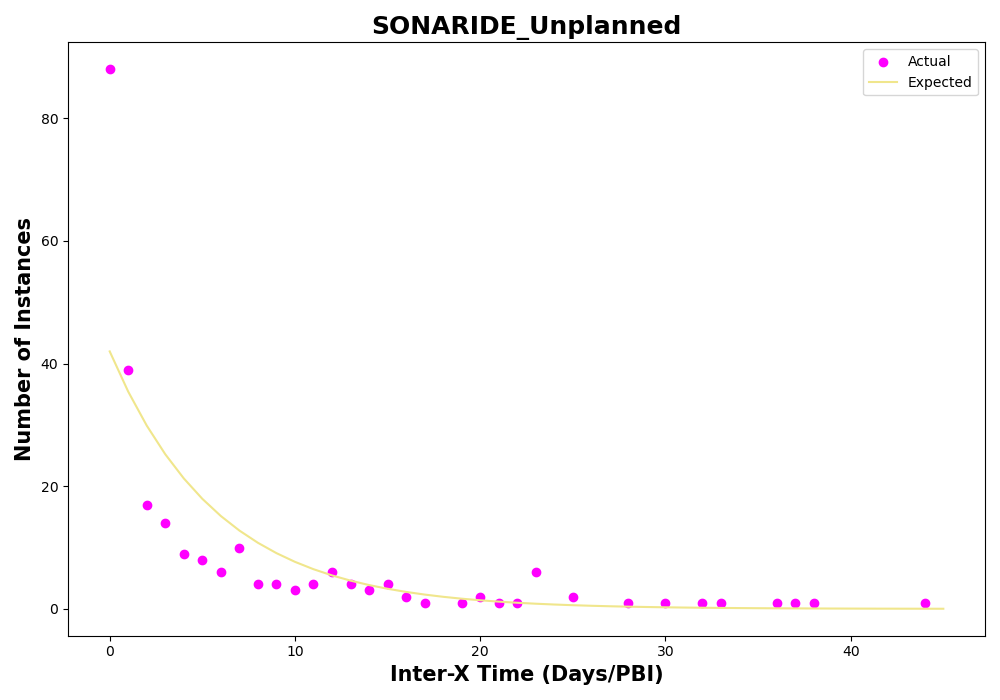 SONARIDE_Unplanned
Actual
Expected
Number of Instances
80
60
40
20
0
0
10
20
30
40
Inter-X Time (Days/PBI)